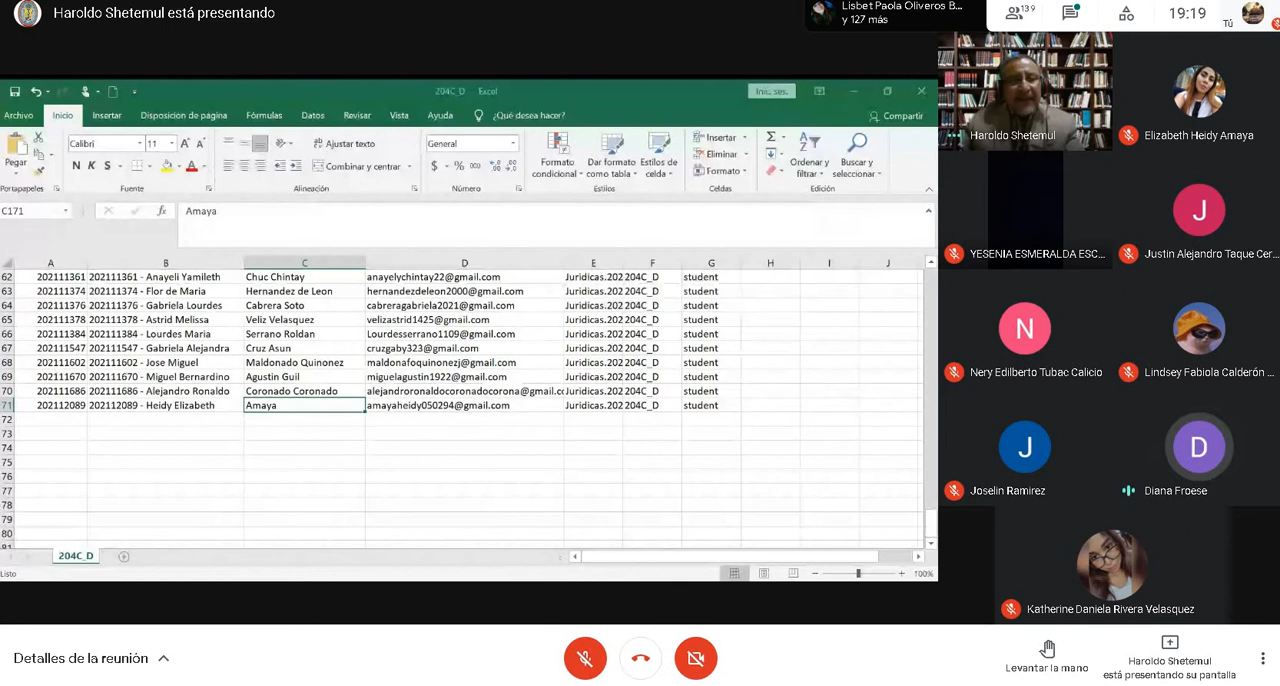 Haroldo Shetemul está presentando
Lisbet Paola Oliveros B...
y 127 más
139
19:19
Tú
204C_D - Excel
Inic. ses.
Archivo Inicio Insertar Disposición de página Fórmulas Datos Revisar Vista Ayuda ¿Qué desea hacer? Compartir
Pegar
Calibri 11
N K S
Ajustar texto
Combinar y centrar
General
$ % 000
Formato condicional
Dar formato como tabla
Estilos de celda
Insertar
Eliminar
Formato
Ordenar y filtrar
Buscar y seleccionar
Portapapeles Fuente Alineación Número Estilos Celdas Edición
C171 fx Amaya
A B C D E F G H I J
62 202111361 202111361 - Anayeli Yamileth Chuc Chintay anayelychintay22@gmail.com Juridicas.202 204C_D student
63 202111374 202111374 - Flor de Maria Hernandez de Leon hernandezdeleon2000@gmail.com Juridicas.202 204C_D student
64 202111376 202111376 - Gabriela Lourdes Cabrera Soto cabreragabriela2021@gmail.com Juridicas.202 204C_D student
65 202111378 202111378 - Astrid Melissa Veliz Velasquez velizastrid1425@gmail.com Juridicas.202 204C_D student
66 202111384 202111384 - Lourdes Maria Serrano Roldan Lourdesserrano1109@gmail.com Juridicas.202 204C_D student
67 202111547 202111547 - Gabriela Alejandra Cruz Asun cruzgaby323@gmail.com Juridicas.202 204C_D student
68 202111602 202111602 - Jose Miguel Maldonado Quinonez maldonafoquinonezj@gmail.com Juridicas.202 204C_D student
69 202111670 202111670 - Miguel Bernardino Agustin Guil miguelagustin1922@gmail.com Juridicas.202 204C_D student
70 202111686 202111686 - Alejandro Ronaldo Coronado Coronado alejandroronaldocoronadocorona@gmail.cc Juridicas.202 204C_D student
71 202112089 202112089 - Heidy Elizabeth Amaya amayaheidy050294@gmail.com Juridicas.202 204C_D student
72
73
74
75
76
77
78
79
80
81
204C_D
Listo
100%
Haroldo Shetemul
Elizabeth Heidy Amaya
YESENIA ESMERALDA ESC...
J
Justin Alejandro Taque Cer...
N
Nery Edilberto Tubac Calicio
Lindsey Fabiola Calderón ...
J
Joselin Ramirez
D
Diana Froese
Katherine Daniela Rivera Velasquez
Detalles de la reunión
Levantar la mano
Haroldo Shetemul
está presentando su pantalla